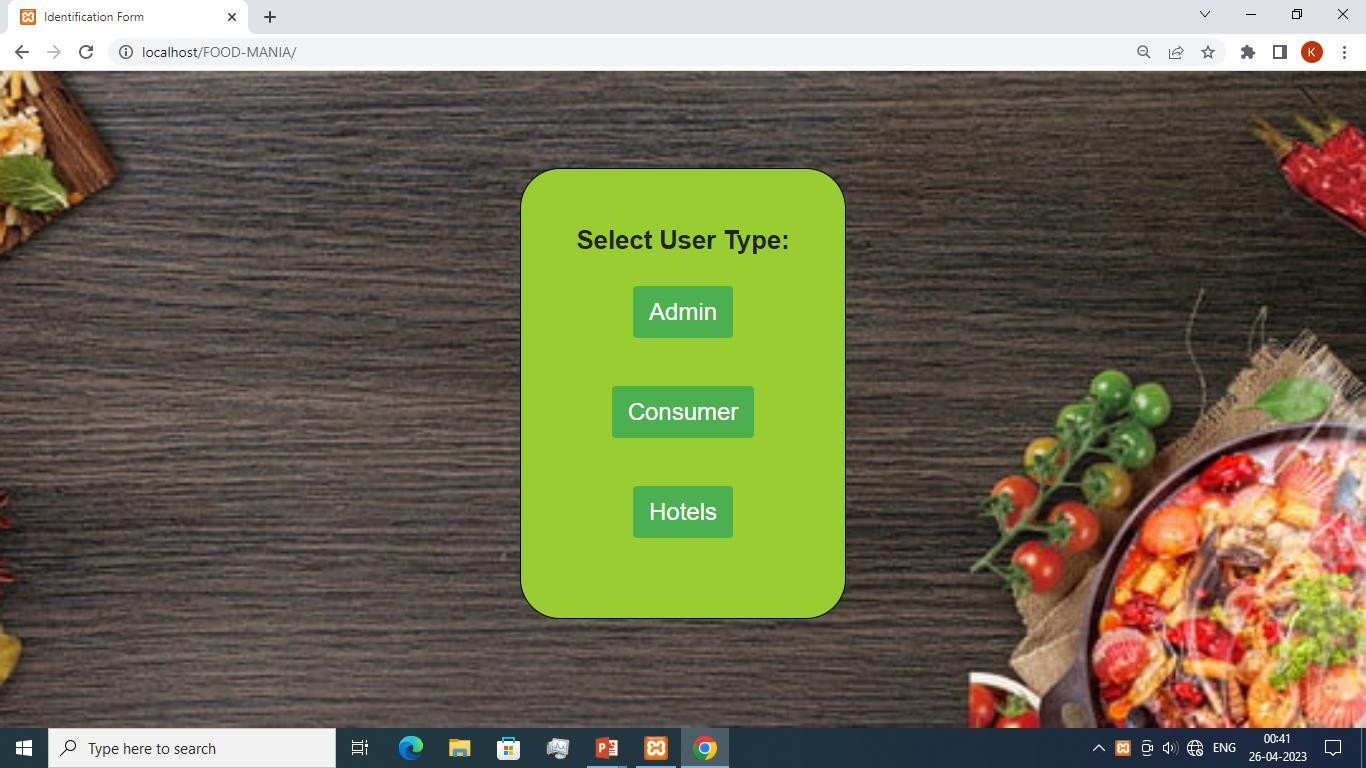 Identification Form
localhost/FOOD-MANIA/
K
Select User Type:
Admin
Consumer
Hotels
Type here to search
ENG
00:41
26-04-2023